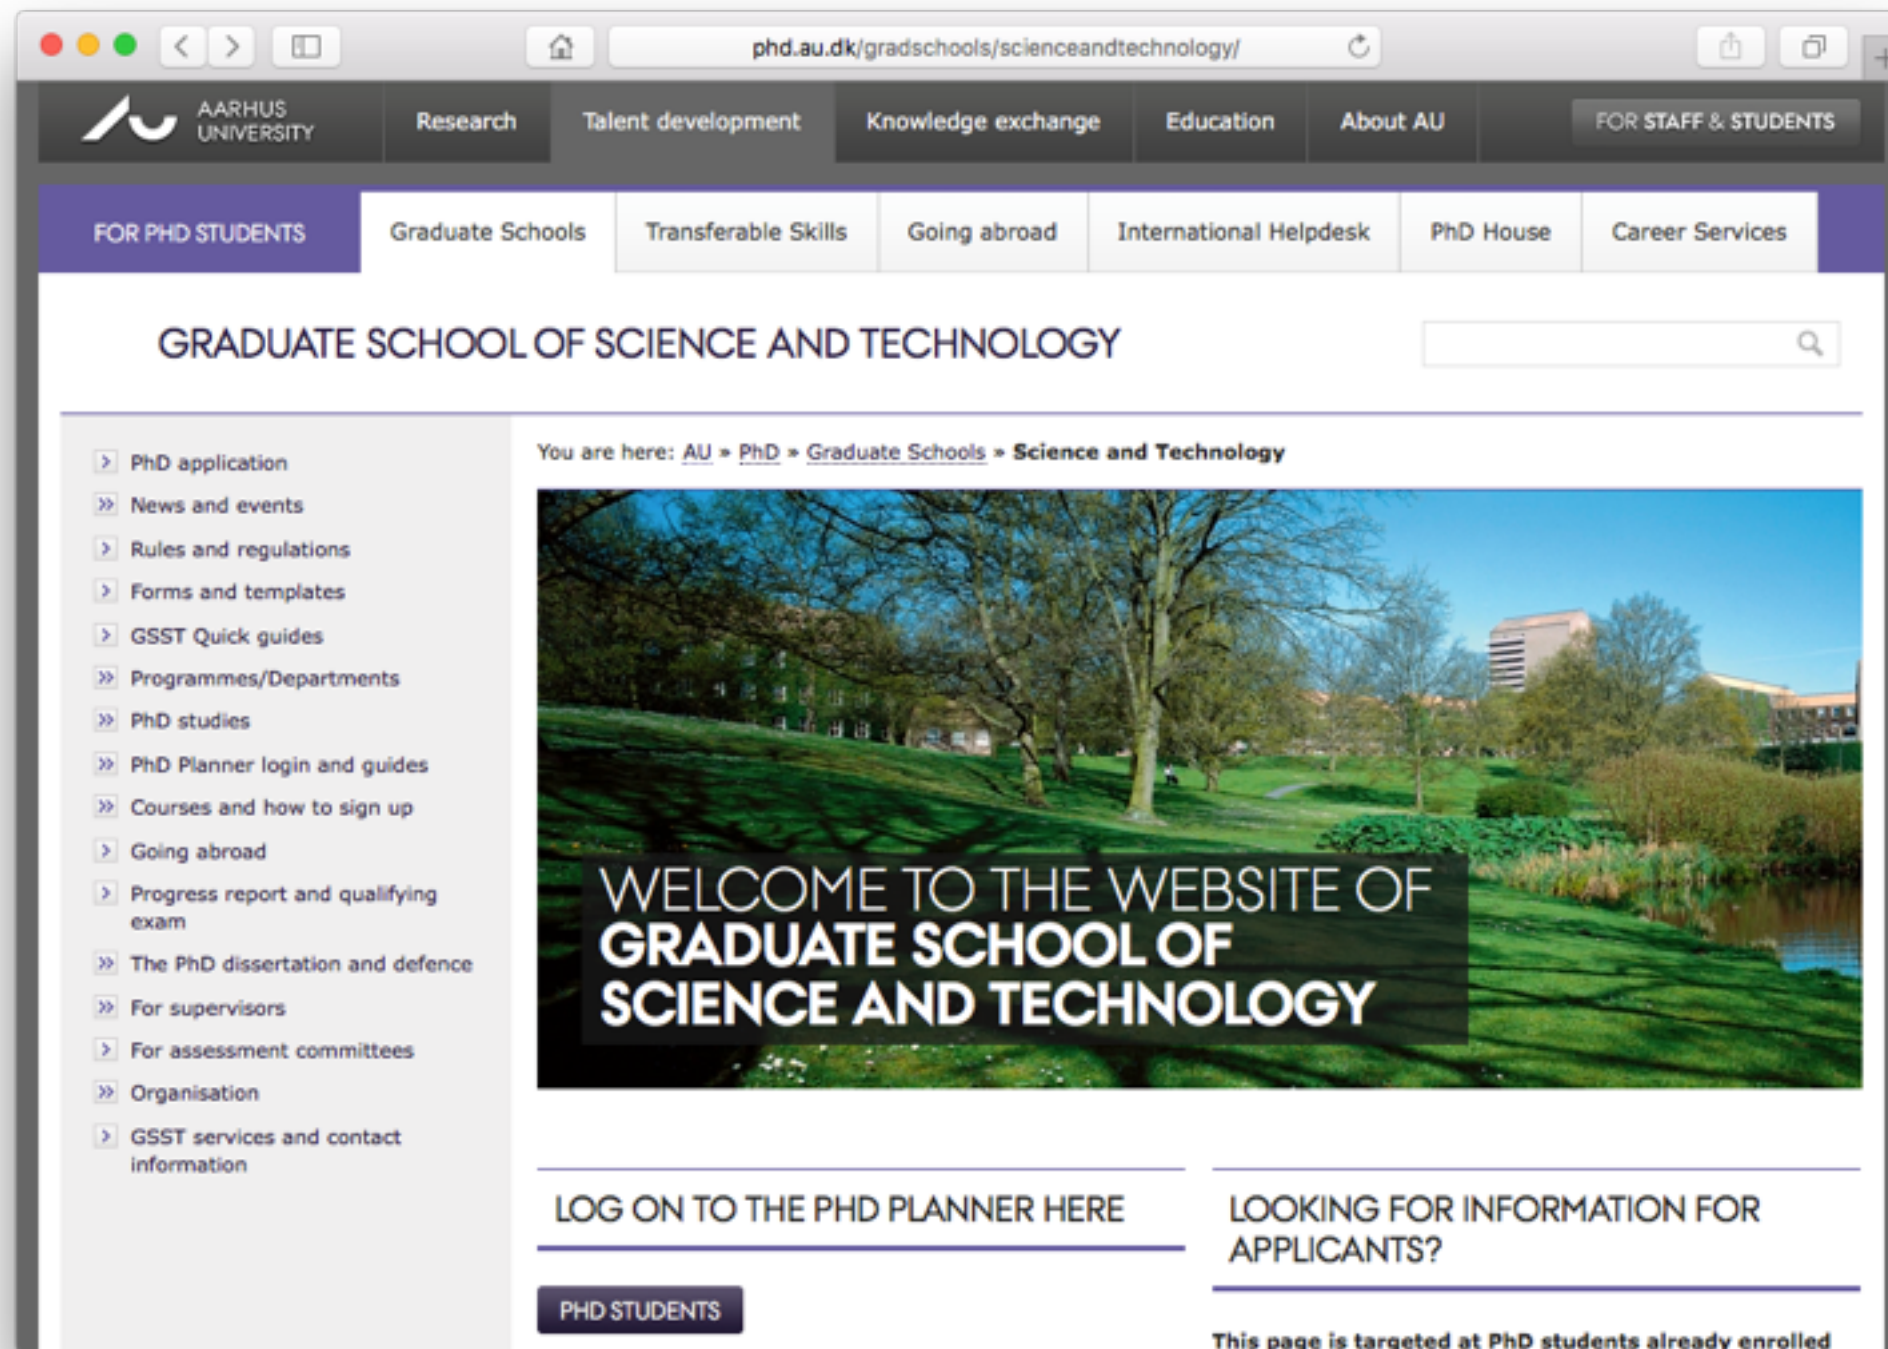 phd.au.dk/gradschools/scienceandtechnology/
AARHUS
UNIVERSITY
Research
Talent development
Knowledge exchange
Education
About AU
FOR STAFF & STUDENTS
FOR PHD STUDENTS
Graduate Schools
Transferable Skills
Going abroad
International Helpdesk
PhD House
Career Services
GRADUATE SCHOOL OF SCIENCE AND TECHNOLOGY
PhD application
News and events
Rules and regulations
Forms and templates
GSST Quick guides
Programmes/Departments
PhD studies
PhD Planner login and guides
Courses and how to sign up
Going abroad
Progress report and qualifying
exam
The PhD dissertation and defence
For supervisors
For assessment committees
Organisation
GSST services and contact
information
You are here: AU » PhD » Graduate Schools » Science and Technology
WELCOME TO THE WEBSITE OF
GRADUATE SCHOOL OF
SCIENCE AND TECHNOLOGY
LOG ON TO THE PHD PLANNER HERE
PHD STUDENTS
LOOKING FOR INFORMATION FOR
APPLICANTS?
This page is targeted at PhD students already enrolled